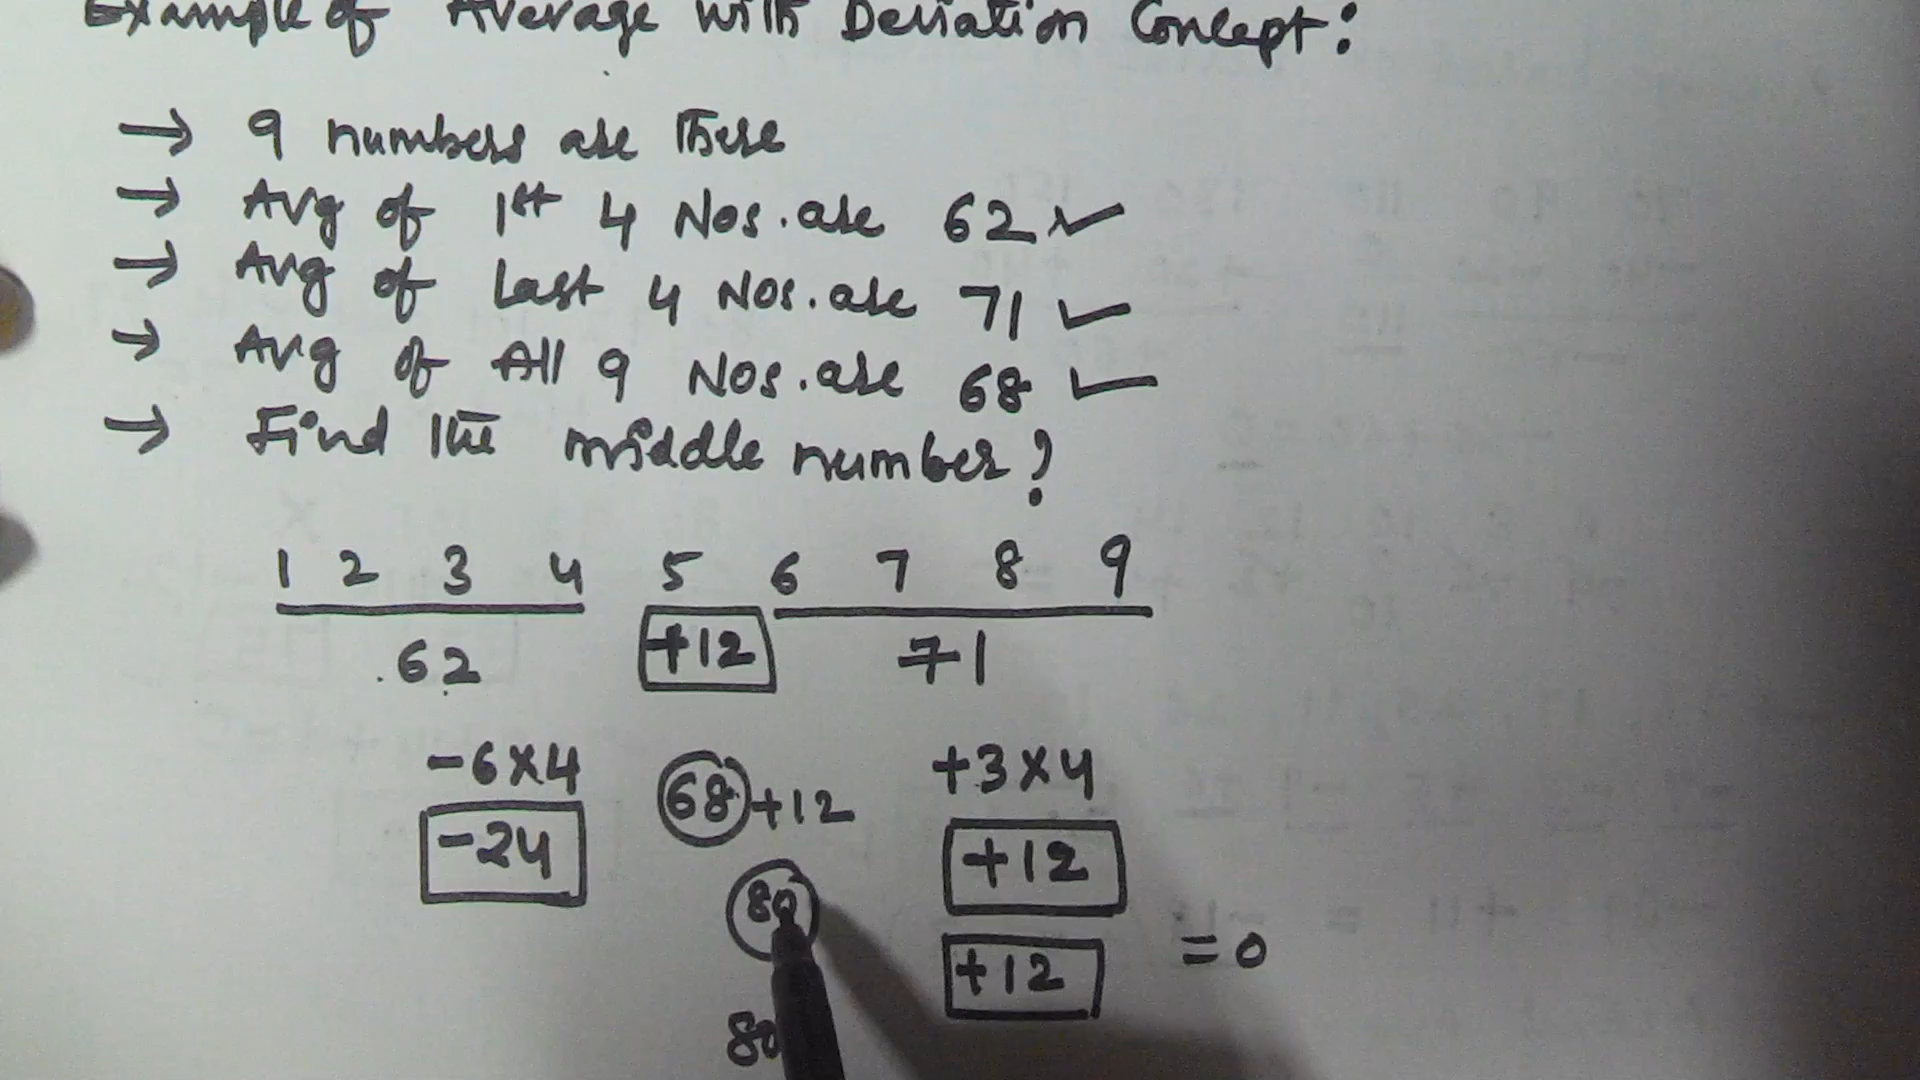 Example of Average with Deviation Concept:
→ 9 numbers are there
→ Avg of 1st 4 Nos. are 62 ✓
→ Avg of Last 4 Nos. are 71 ✓
→ Avg of All 9 Nos. are 68 ✓
→ Find the middle number?
1 2 3 4 5 6 7 8 9
62 +12 71
-6×4 68+12 +3×4
-24 80 +12
+12 = 0
80